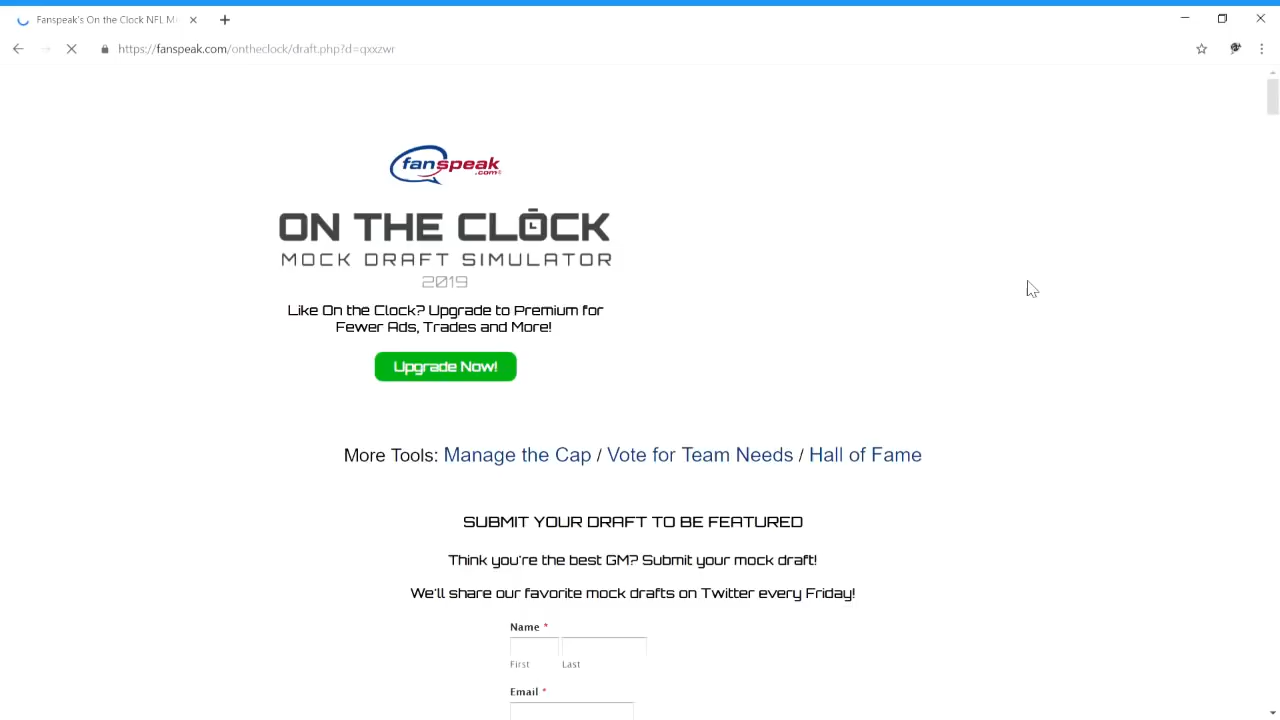 Fanspeak's On the Clock NFL M
https://fanspeak.com/ontheclock/draft.php?d=qxxzwr
fanspeak
.com
ON THE CLOCK
MOCK DRAFT SIMULATOR
2019
Like On the Clock? Upgrade to Premium for
Fewer Ads, Trades and More!
Upgrade Now!
More Tools: Manage the Cap / Vote for Team Needs / Hall of Fame
SUBMIT YOUR DRAFT TO BE FEATURED
Think you're the best GM? Submit your mock draft!
We'll share our favorite mock drafts on Twitter every Friday!
Name *
First Last
Email *